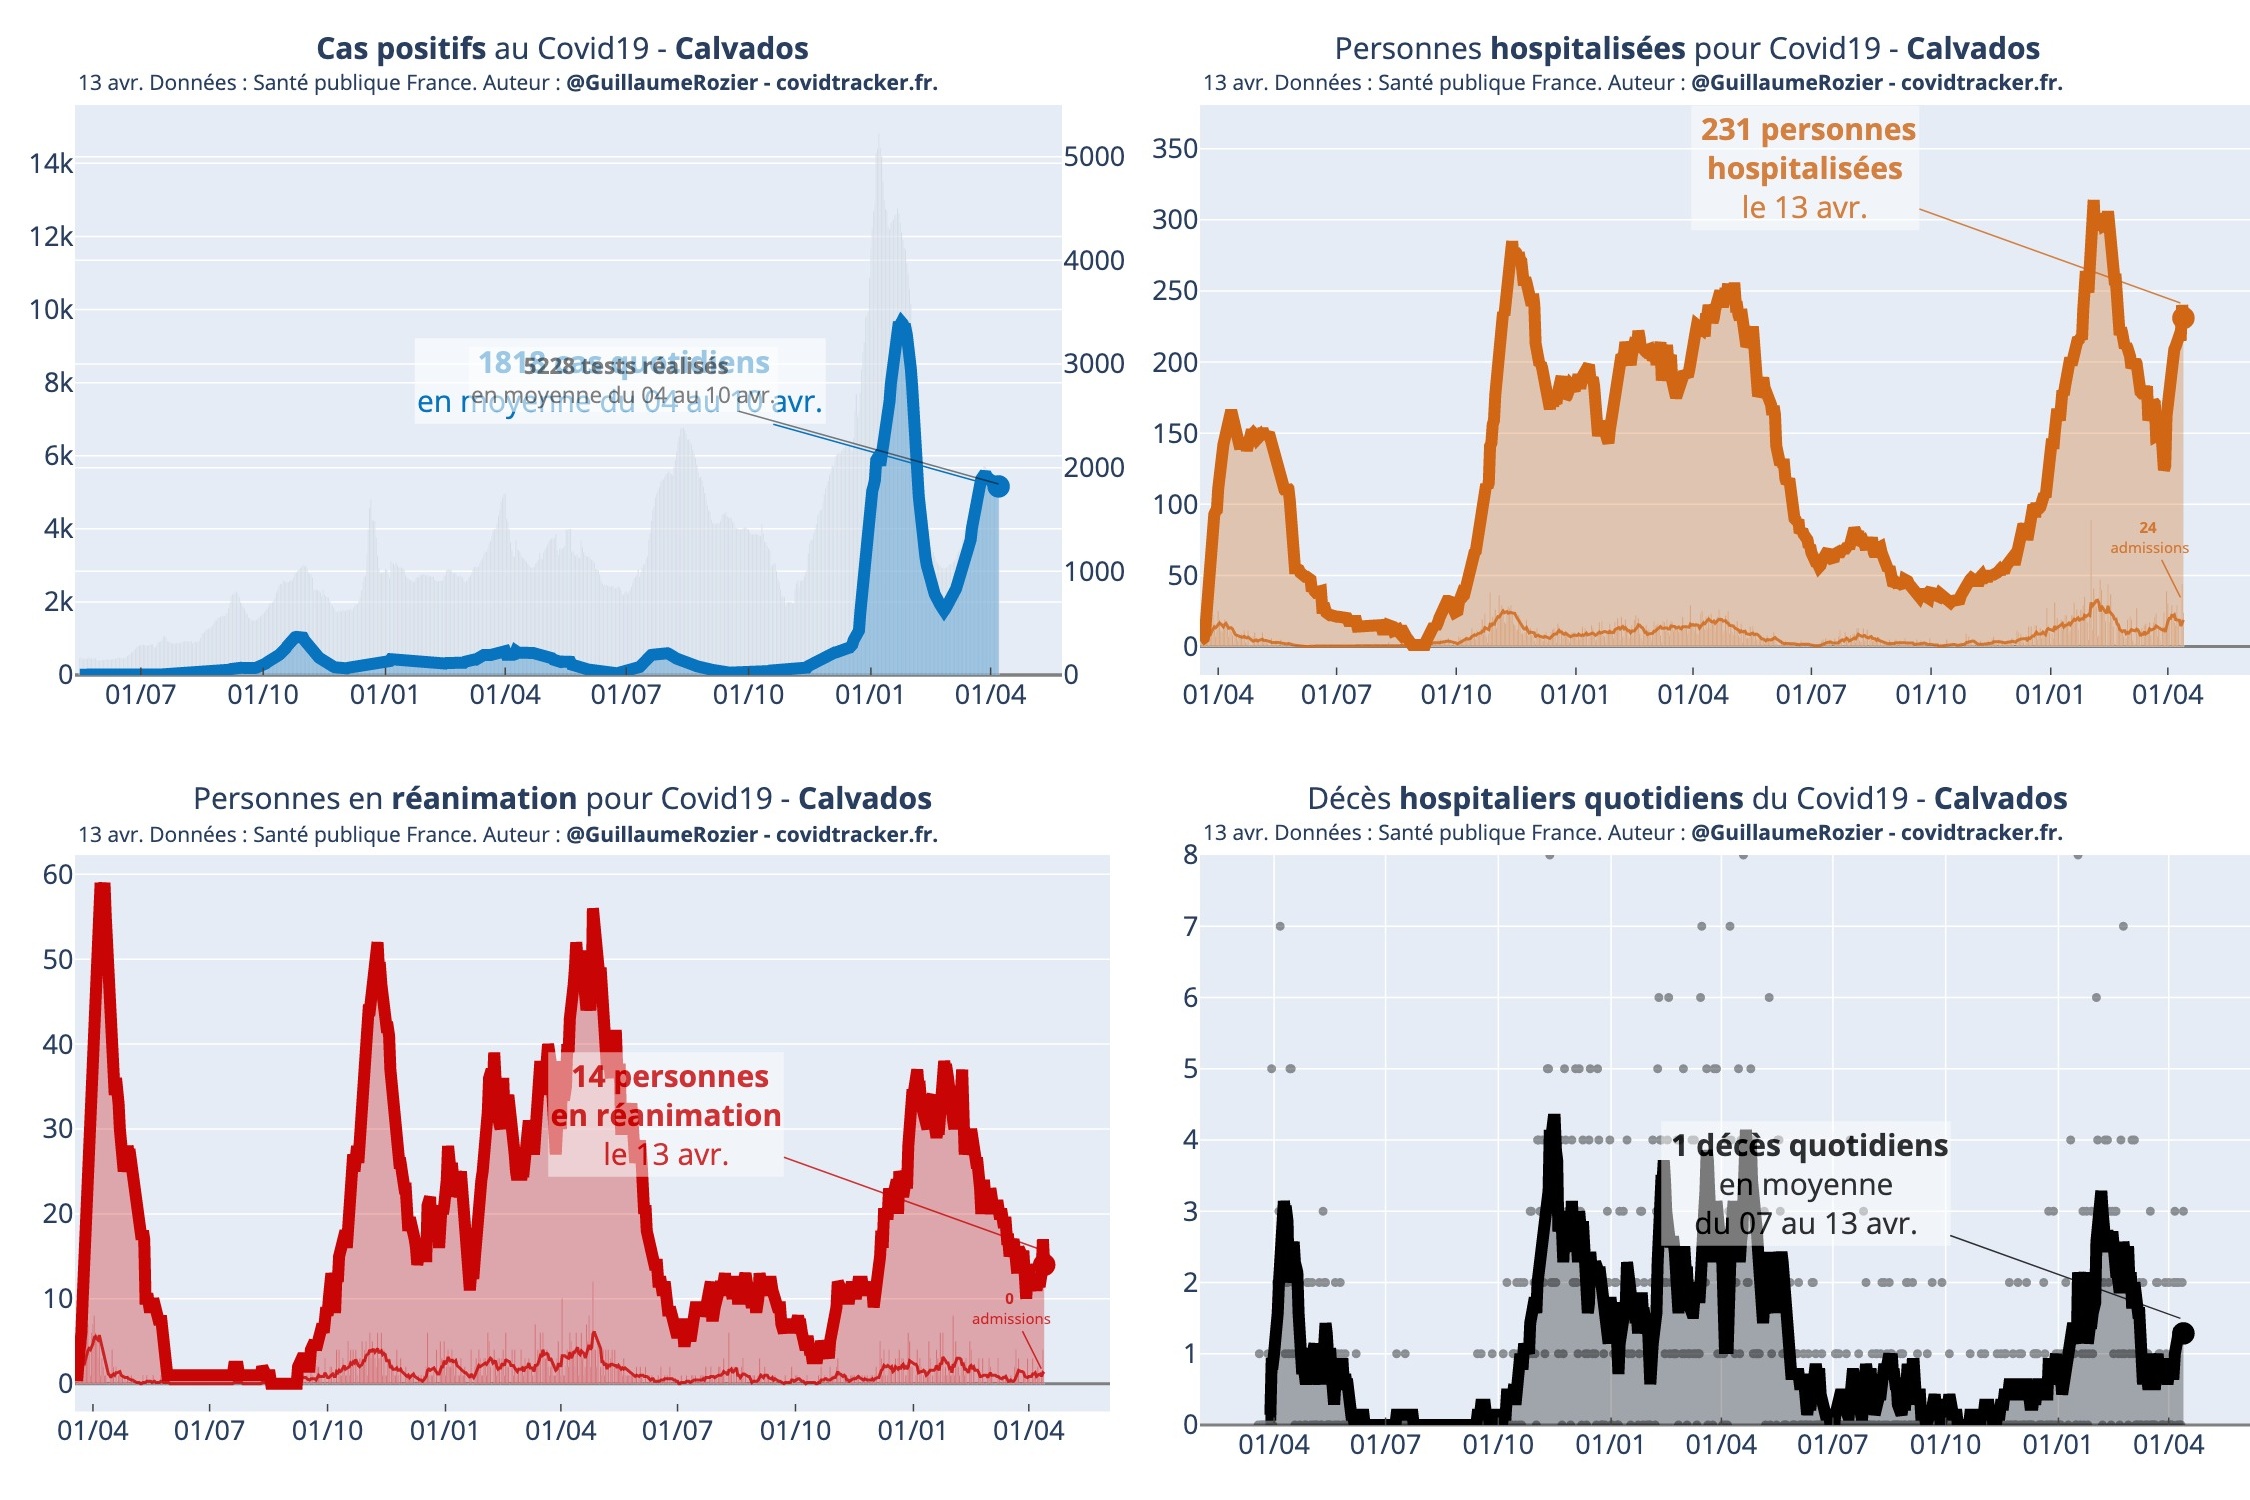 Cas positifs au Covid19 - Calvados
13 avr. Données : Santé publique France. Auteur : @GuillaumeRozier - covidtracker.fr.
14k
12k
10k
8k
6k
4k
2k
0
5000
4000
3000
2000
1000
0
1818 cas quotidiens
en moyenne du 04 au 10 avr.
5228 tests réalisés
en moyenne du 04 au 10 avr.
01/07 01/10 01/01 01/04 01/07 01/10 01/01 01/04
Personnes hospitalisées pour Covid19 - Calvados
13 avr. Données : Santé publique France. Auteur : @GuillaumeRozier - covidtracker.fr.
350
300
250
200
150
100
50
0
231 personnes
hospitalisées
le 13 avr.
24
admissions
01/04 01/07 01/10 01/01 01/04 01/07 01/10 01/01 01/04
Personnes en réanimation pour Covid19 - Calvados
13 avr. Données : Santé publique France. Auteur : @GuillaumeRozier - covidtracker.fr.
60
50
40
30
20
10
0
14 personnes
en réanimation
le 13 avr.
0
admissions
01/04 01/07 01/10 01/01 01/04 01/07 01/10 01/01 01/04
Décès hospitaliers quotidiens du Covid19 - Calvados
13 avr. Données : Santé publique France. Auteur : @GuillaumeRozier - covidtracker.fr.
8
7
6
5
4
3
2
1
0
1 décès quotidiens
en moyenne
du 07 au 13 avr.
01/04 01/07 01/10 01/01 01/04 01/07 01/10 01/01 01/04